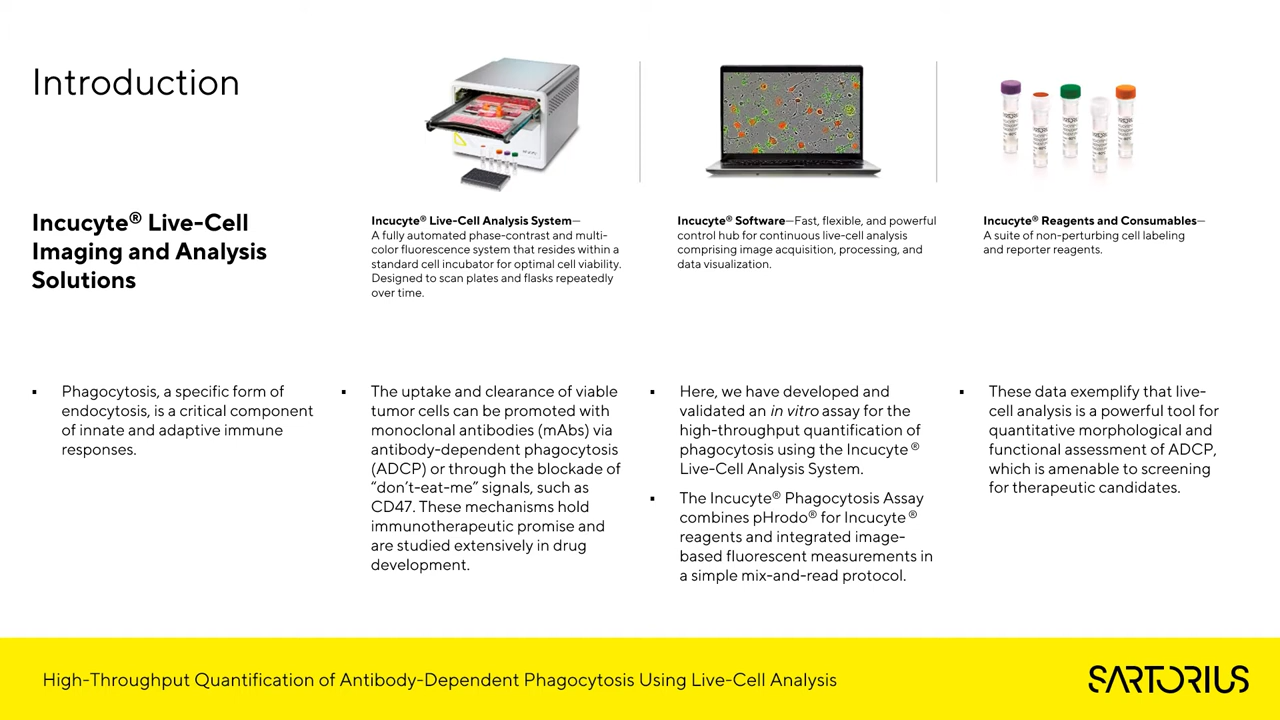 Introduction
Incucyte® Live-Cell
Imaging and Analysis
Solutions
Incucyte® Live-Cell Analysis System—
A fully automated phase-contrast and multi-
color fluorescence system that resides within a
standard cell incubator for optimal cell viability.
Designed to scan plates and flasks repeatedly
over time.
Incucyte® Software—Fast, flexible, and powerful
control hub for continuous live-cell analysis
comprising image acquisition, processing, and
data visualization.
Incucyte® Reagents and Consumables—
A suite of non-perturbing cell labeling
and reporter reagents.
▪ Phagocytosis, a specific form of
endocytosis, is a critical component
of innate and adaptive immune
responses.
▪ The uptake and clearance of viable
tumor cells can be promoted with
monoclonal antibodies (mAbs) via
antibody-dependent phagocytosis
(ADCP) or through the blockade of
“don’t-eat-me” signals, such as
CD47. These mechanisms hold
immunotherapeutic promise and
are studied extensively in drug
development.
▪ Here, we have developed and
validated an in vitro assay for the
high-throughput quantification of
phagocytosis using the Incucyte ®
Live-Cell Analysis System.
▪ The Incucyte® Phagocytosis Assay
combines pHrodo® for Incucyte ®
reagents and integrated image-
based fluorescent measurements in
a simple mix-and-read protocol.
▪ These data exemplify that live-
cell analysis is a powerful tool for
quantitative morphological and
functional assessment of ADCP,
which is amenable to screening
for therapeutic candidates.
High-Throughput Quantification of Antibody-Dependent Phagocytosis Using Live-Cell Analysis
SARTORIUS